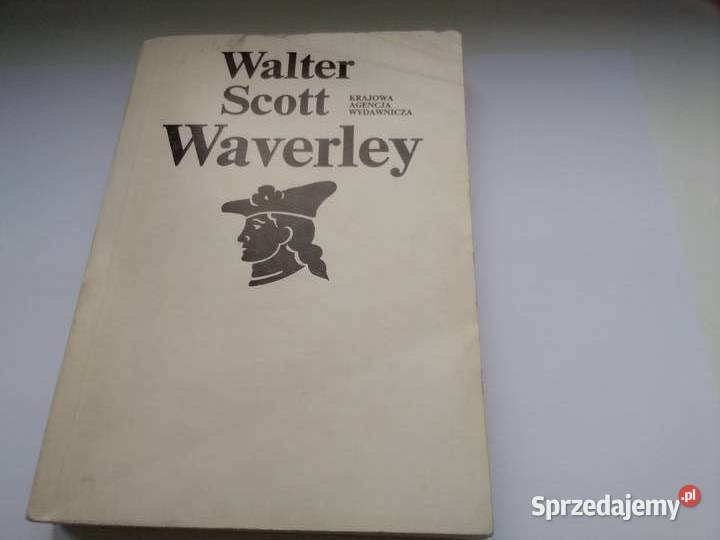 Walter
Scott
KRAJOWA
AGENCJA
WYDAWNICZA
Waverley
Sprzedajemy.pl